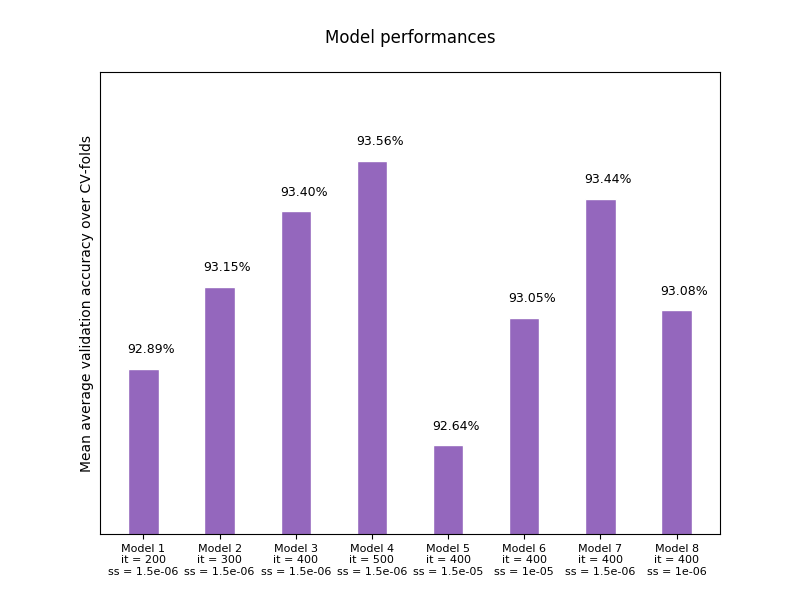 Model performances
Mean average validation accuracy over CV-folds
93.56%
93.44%
93.40%
93.15%
93.08%
93.05%
92.89%
92.64%
Model 1 Model 2 Model 3 Model 4 Model 5 Model 6 Model 7 Model 8
it = 200 it = 300 it = 400 it = 500 it = 400 it = 400 it = 400 it = 400
ss = 1.5e-06 ss = 1.5e-06 ss = 1.5e-06 ss = 1.5e-06 ss = 1.5e-05 ss = 1e-05 ss = 1.5e-06 ss = 1e-06